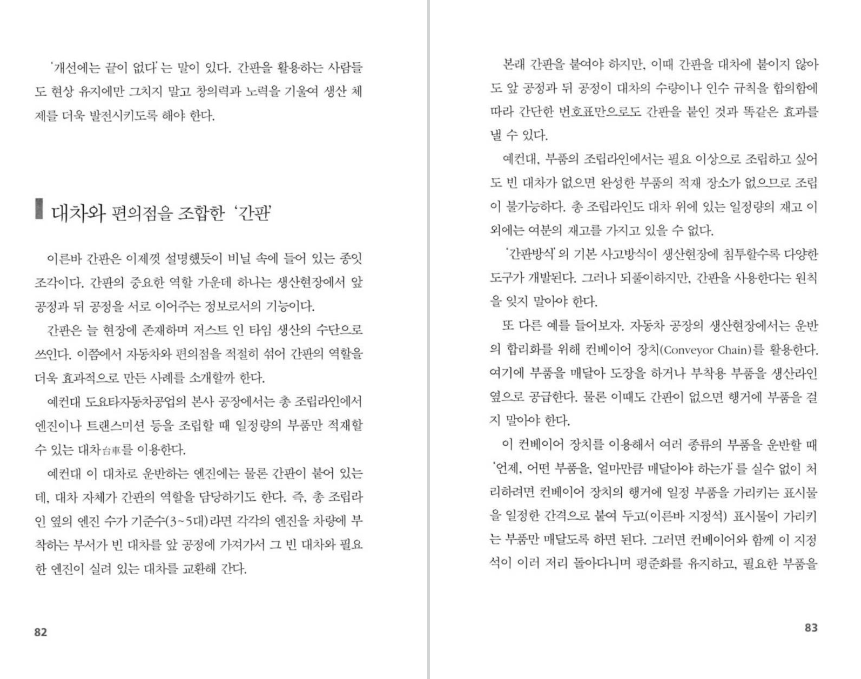 ‘개선에는 끝이 없다’는 말이 있다. 간판을 활용하는 사람들
도 현상 유지에만 그치지 말고 창의력과 노력을 기울여 생산 체
제를 더욱 발전시키도록 해야 한다.
대차와 편의점을 조합한 ‘간판’
이른바 간판은 이제껏 설명했듯이 비닐 속에 들어 있는 종잇
조각이다. 간판의 중요한 역할 가운데 하나는 생산현장에서 앞
공정과 뒤 공정을 서로 이어주는 정보로서의 기능이다.
간판은 늘 현장에 존재하며 저스트 인 타임 생산의 수단으로
쓰인다. 이쯤에서 자동차와 편의점을 적절히 섞어 간판의 역할을
더욱 효과적으로 만든 사례를 소개할까 한다.
예컨대 도요타자동차공업의 본사 공장에서는 총 조립라인에서
엔진이나 트랜스미션 등을 조립할 때 일정량의 부품만 적재할
수 있는 대차台車를 이용한다.
예컨대 이 대차로 운반하는 엔진에는 물론 간판이 붙어 있는
데, 대차 자체가 간판의 역할을 담당하기도 한다. 즉, 총 조립라
인 옆의 엔진 수가 기준수(3~5대)라면 각각의 엔진을 차량에 부
착하는 부서가 빈 대차를 앞 공정에 가져가서 그 빈 대차와 필요
한 엔진이 실려 있는 대차를 교환해 간다.
82
본래 간판을 붙여야 하지만, 이때 간판을 대차에 붙이지 않아
도 앞 공정과 뒤 공정이 대차의 수량이나 인수 규칙을 합의함에
따라 간단한 번호표만으로도 간판을 붙인 것과 똑같은 효과를
낼 수 있다.
예컨대, 부품의 조립라인에서는 필요 이상으로 조립하고 싶어
도 빈 대차가 없으면 완성한 부품의 적재 장소가 없으므로 조립
이 불가능하다. 총 조립라인도 대차 위에 있는 일정량의 재고 이
외에는 여분의 재고를 가지고 있을 수 없다.
‘간판방식’의 기본 사고방식이 생산현장에 침투할수록 다양한
도구가 개발된다. 그러나 되풀이하지만, 간판을 사용한다는 원칙
을 잊지 말아야 한다.
또 다른 예를 들어보자. 자동차 공장의 생산현장에서는 운반
의 합리화를 위해 컨베이어 장치(Conveyor Chain)를 활용한다.
여기에 부품을 매달아 도장을 하거나 부착용 부품을 생산라인
옆으로 공급한다. 물론 이때도 간판이 없으면 행거에 부품을 걸
지 말아야 한다.
이 컨베이어 장치를 이용해서 여러 종류의 부품을 운반할 때
‘언제, 어떤 부품을, 얼마만큼 매달아야 하는가’를 실수 없이 처
리하려면 컨베이어 장치의 행거에 일정 부품을 가리키는 표시물
을 일정한 간격으로 붙여 두고(이른바 지정석) 표시물이 가리키
는 부품만 매달도록 하면 된다. 그러면 컨베이어와 함께 이 지정
석이 이러 저리 돌아다니며 평준화를 유지하고, 필요한 부품을
83